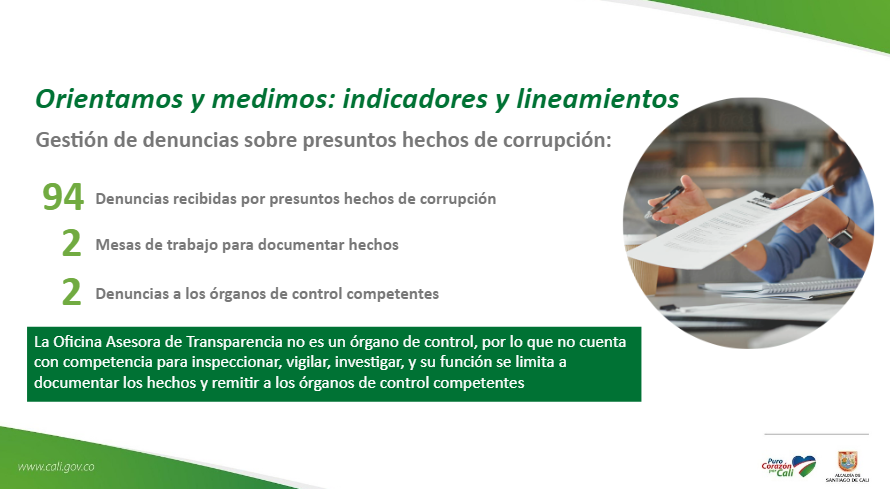 Orientamos y medimos: indicadores y lineamientos
Gestión de denuncias sobre presuntos hechos de corrupción:
94 Denuncias recibidas por presuntos hechos de corrupción
2 Mesas de trabajo para documentar hechos
2 Denuncias a los órganos de control competentes
La Oficina Asesora de Transparencia no es un órgano de control, por lo que no cuenta
con competencia para inspeccionar, vigilar, investigar, y su función se limita a
documentar los hechos y remitir a los órganos de control competentes
www.cali.gov.co
Puro
Corazón
por Cali
ALCALDÍA DE
SANTIAGO DE CALI